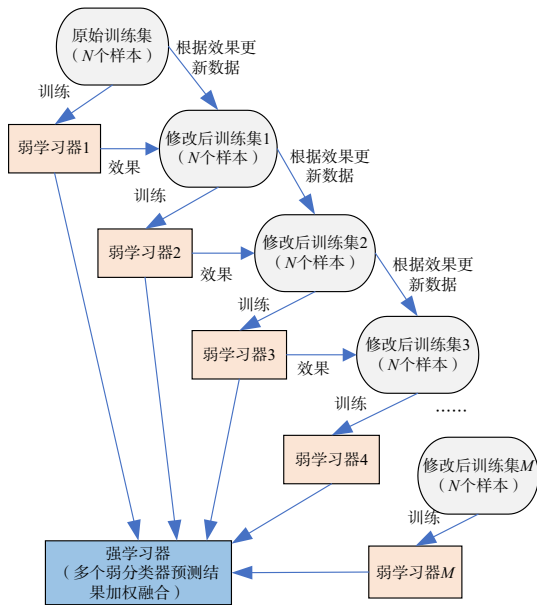 原始训练集
（N个样本）
根据效果更
新数据
训练
弱学习器1
效果
修改后训练集1
（N个样本）
根据效果更
新数据
训练
弱学习器2
效果
修改后训练集2
（N个样本）
根据效果更
新数据
训练
弱学习器3
效果
修改后训练集3
（N个样本）
训练
……
弱学习器4
修改后训练集M
（N个样本）
训练
弱学习器M
强学习器
（多个弱分类器预测结
果加权融合）